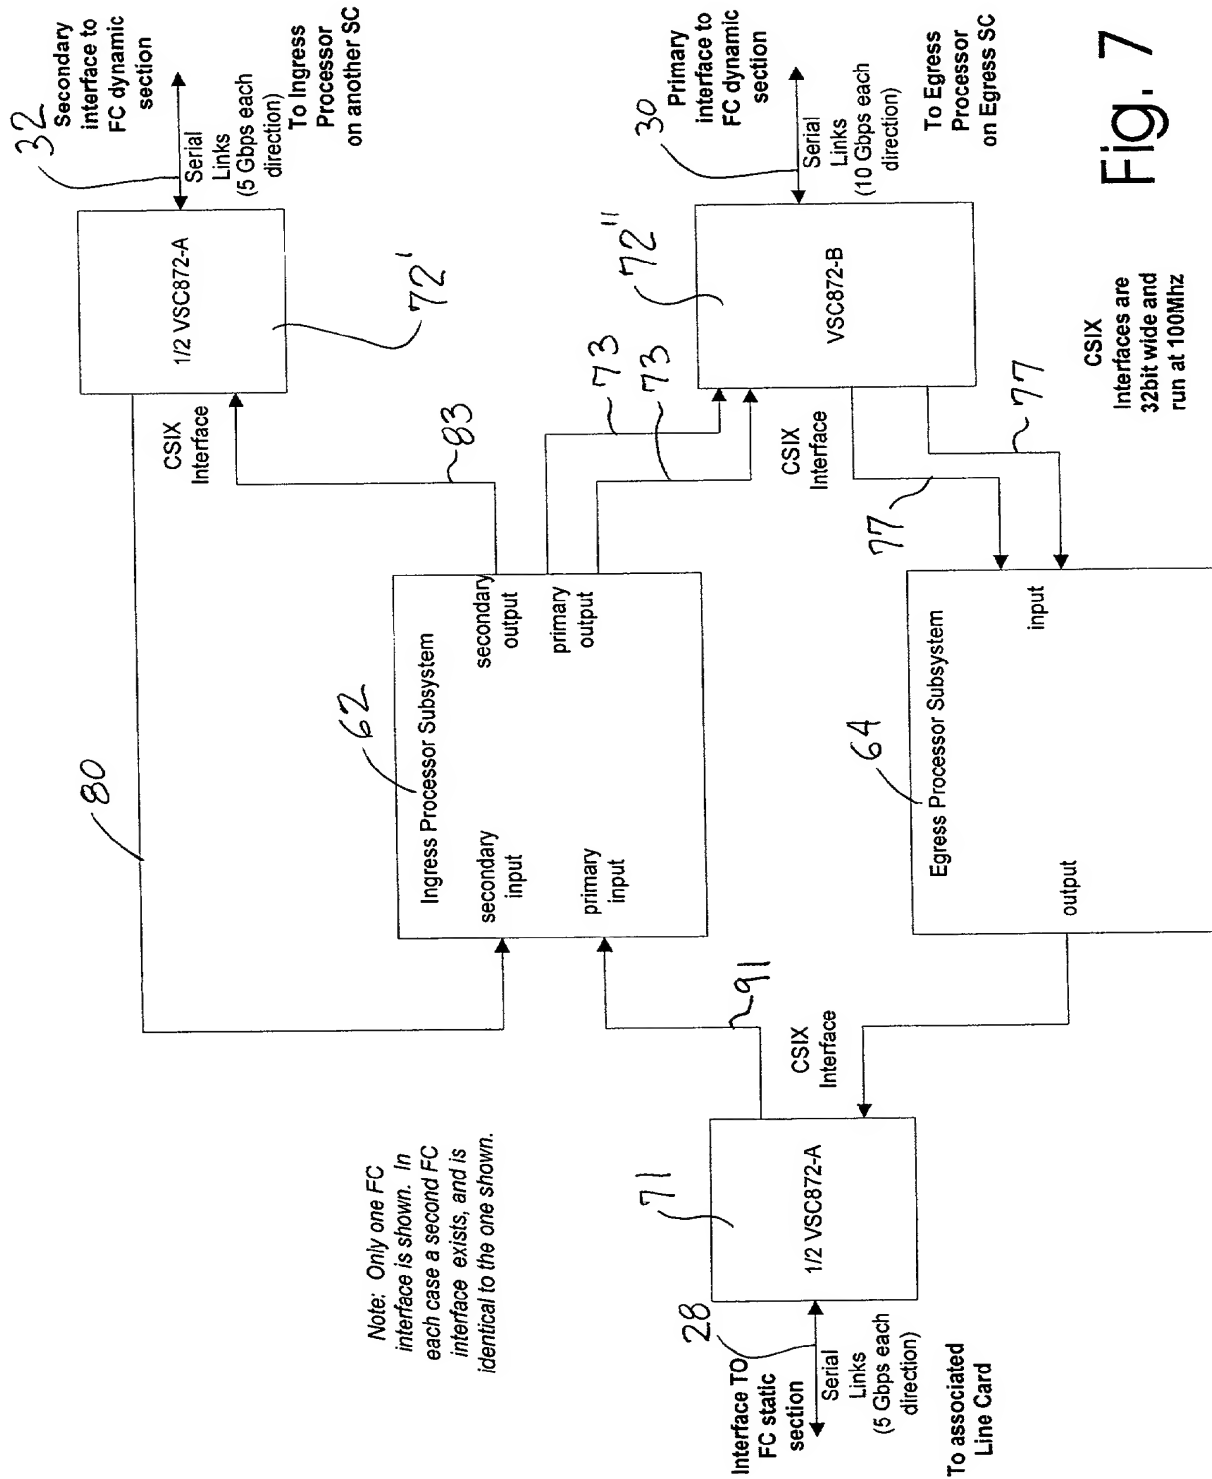 Note: Only one FC
interface is shown. In
each case a second FC
interface exists, and is
identical to the one shown.
80
32
Secondary
interface to
FC dynamic
section
Serial
Links
(5 Gbps each
direction)
To Ingress
Processor
on another SC
1/2 VSC872-A
72'
CSIX
Interface
83
62
Ingress Processor Subsystem
secondary
input
primary
input
secondary
output
primary
output
73
73
30
Primary
interface to
FC dynamic
section
Serial
Links
(10 Gbps each
direction)
To Egress
Processor
on Egress SC
72"
VSC872-B
CSIX
Interface
77
77
91
CSIX
Interface
71
1/2 VSC872-A
28
Interface TO
FC static
section
Serial
Links
(5 Gbps each
direction)
To associated
Line Card
64
Egress Processor Subsystem
output
input
CSIX
Interfaces are
32bit wide and
run at 100Mhz
Fig. 7